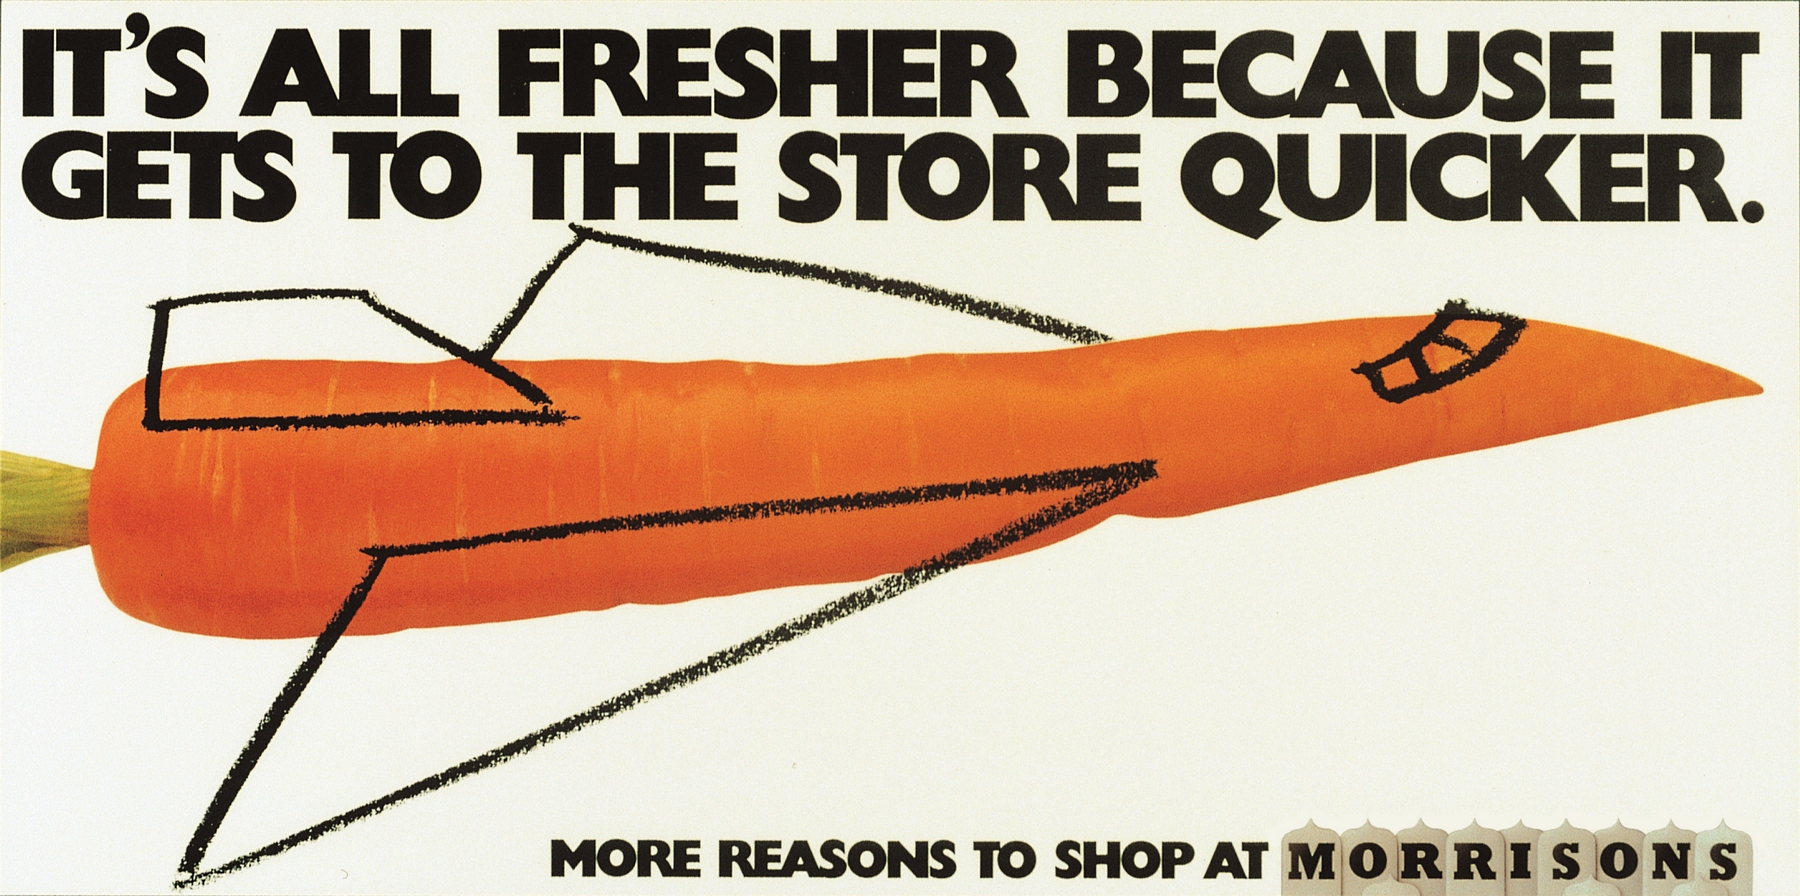 IT'S ALL FRESHER BECAUSE IT
GETS TO THE STORE QUICKER.
MORE REASONS TO SHOP AT MORRISONS